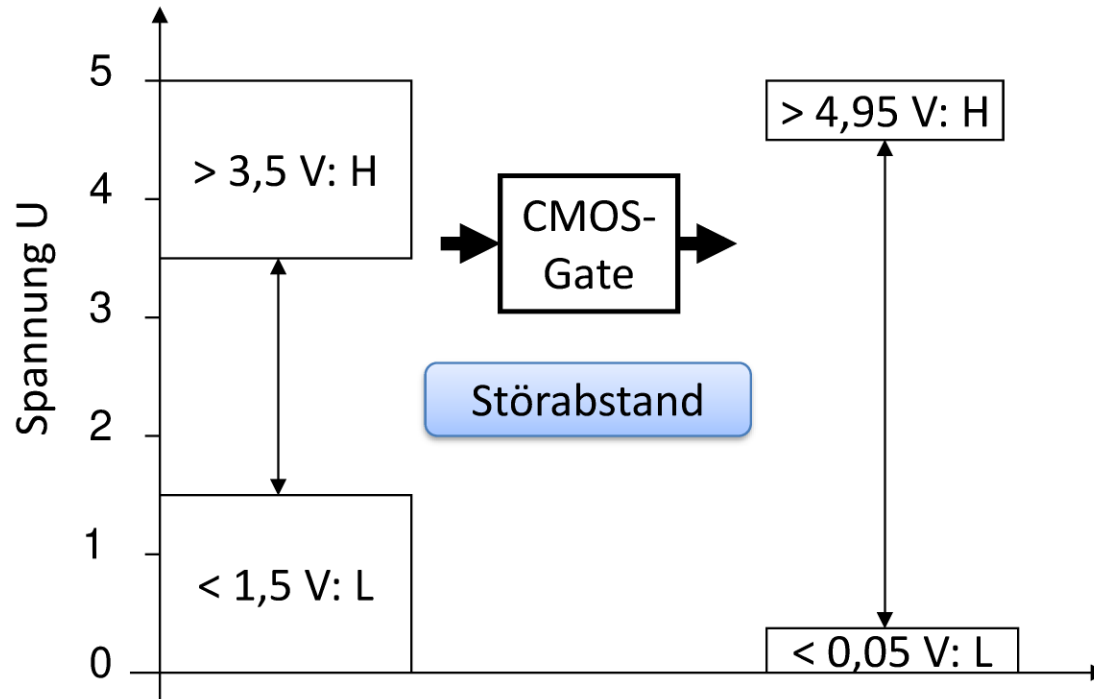 Spannung U
5
4
3
2
1
0
> 3,5 V: H
< 1,5 V: L
CMOS-
Gate
Störabstand
> 4,95 V: H
< 0,05 V: L